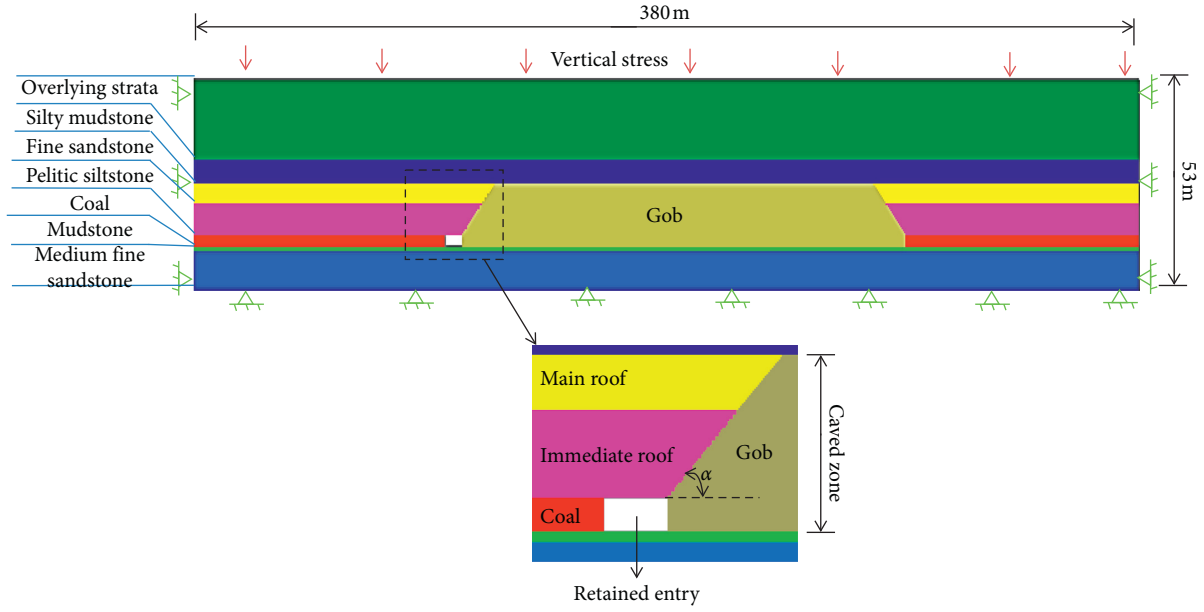 380 m
Vertical stress
Overlying strata
Silty mudstone
Fine sandstone
Pelitic siltstone
Coal
Mudstone
Medium fine
sandstone
Gob
53 m
Main roof
Immediate roof
Gob
α
Coal
Caved zone
Retained entry